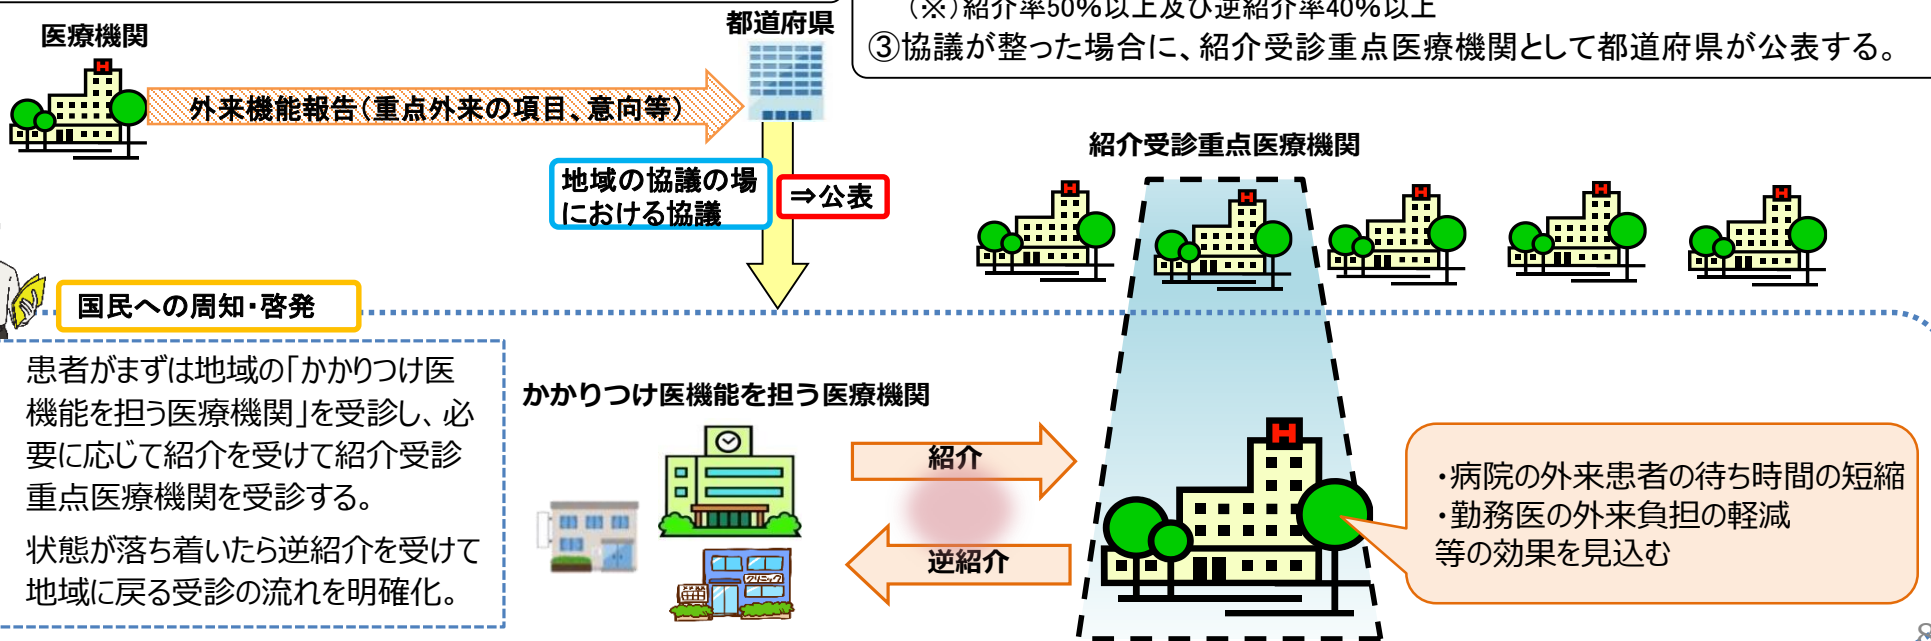 (※)紹介率50%以上及び逆紹介率40%以上
③協議が整った場合に、紹介受診重点医療機関として都道府県が公表する。
医療機関
都道府県
外来機能報告(重点外来の項目、意向等)
地域の協議の場
における協議
⇒公表
紹介受診重点医療機関
国民への周知・啓発
患者がまずは地域の「かかりつけ医
機能を担う医療機関」を受診し、必
要に応じて紹介を受けて紹介受診
重点医療機関を受診する。
状態が落ち着いたら逆紹介を受けて
地域に戻る受診の流れを明確化。
かかりつけ医機能を担う医療機関
クリニック
紹介
逆紹介
・病院の外来患者の待ち時間の短縮
・勤務医の外来負担の軽減
等の効果を見込む